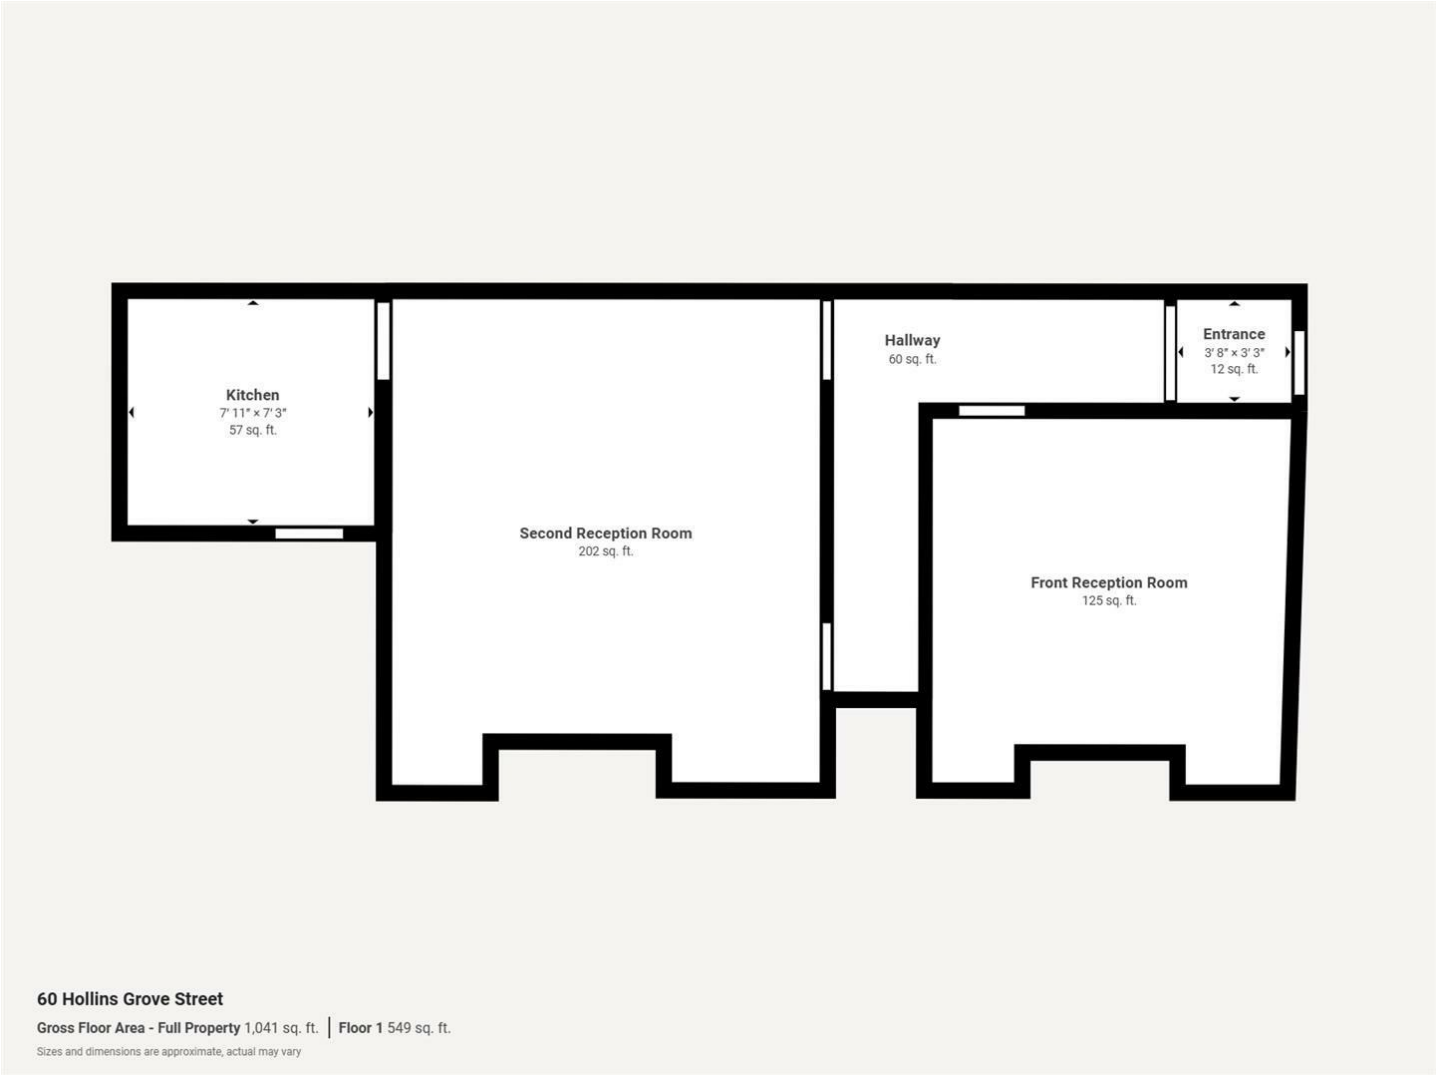 Kitchen
7' 11" × 7' 3"
57 sq. ft.
Second Reception Room
202 sq. ft.
Hallway
60 sq. ft.
Entrance
3' 8" × 3' 3"
12 sq. ft.
Front Reception Room
125 sq. ft.
60 Hollins Grove Street
Gross Floor Area - Full Property 1,041 sq. ft. | Floor 1 549 sq. ft.
Sizes and dimensions are approximate, actual may vary